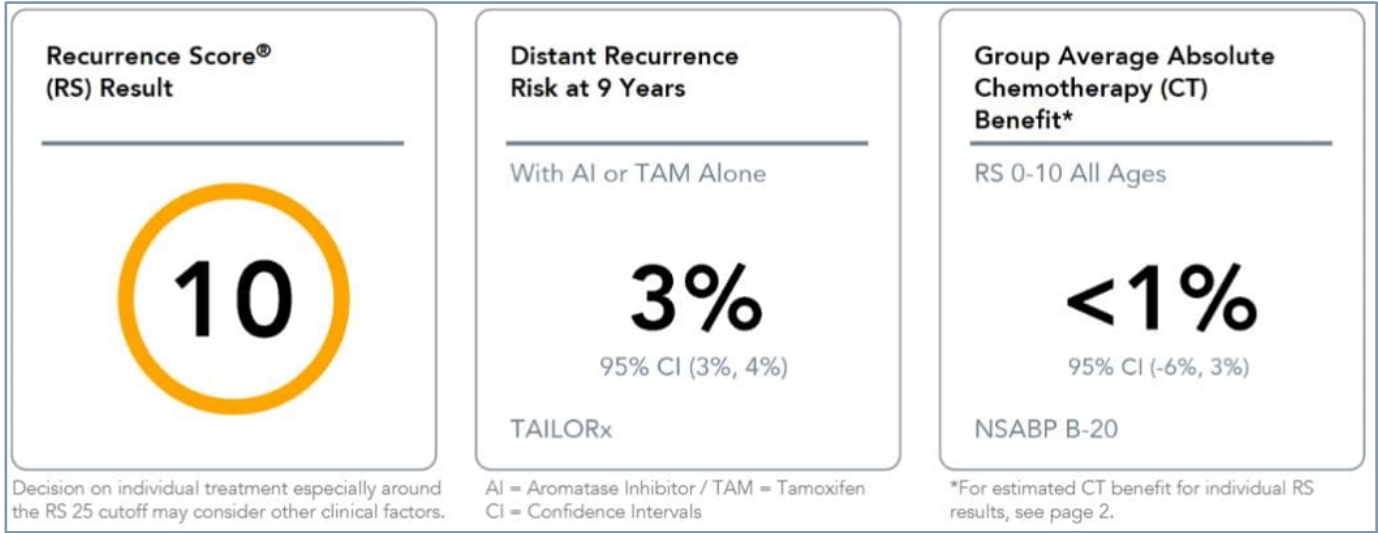 Recurrence Score®
(RS) Result
10
Decision on individual treatment especially around
the RS 25 cutoff may consider other clinical factors.
Distant Recurrence
Risk at 9 Years
With AI or TAM Alone
3%
95% CI (3%, 4%)
TAILORx
AI = Aromatase Inhibitor / TAM = Tamoxifen
CI = Confidence Intervals
Group Average Absolute
Chemotherapy (CT)
Benefit*
RS 0-10 All Ages
<1%
95% CI (-6%, 3%)
NSABP B-20
*For estimated CT benefit for individual RS
results, see page 2.